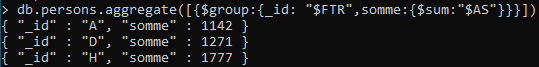 > db.persons.aggregate([{$group:{_id: "$FTR",somme:{$sum:"$AS"}}}])
{ "_id" : "A", "somme" : 1142 }
{ "_id" : "D", "somme" : 1271 }
{ "_id" : "H", "somme" : 1777 }